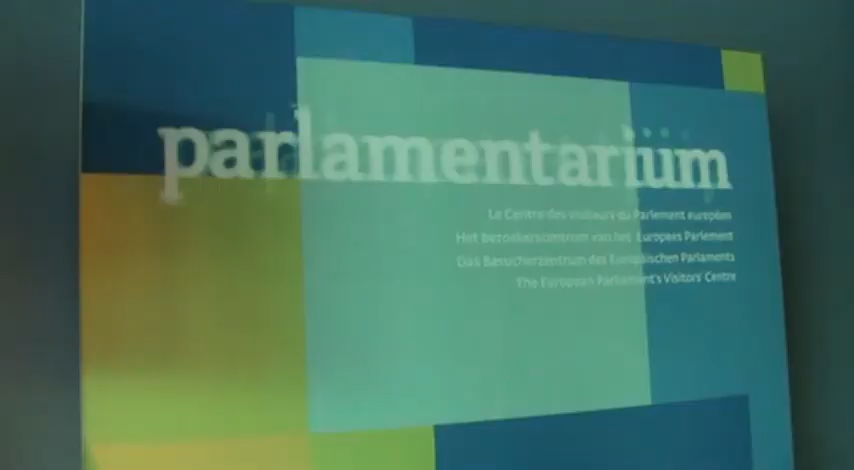 parlamentarium
Le Centre des visiteurs du Parlement européen
Het bezoekerscentrum van het Europees Parlement
Das Besucherzentrum des Europäischen Parlaments
The European Parliament's Visitors' Centre